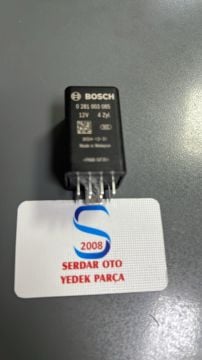 BOSCH
0 281 003 085
12V 4 Zyl.
Made in Malaysia
S
2008
SERDAR OTO
YEDEK PARÇA